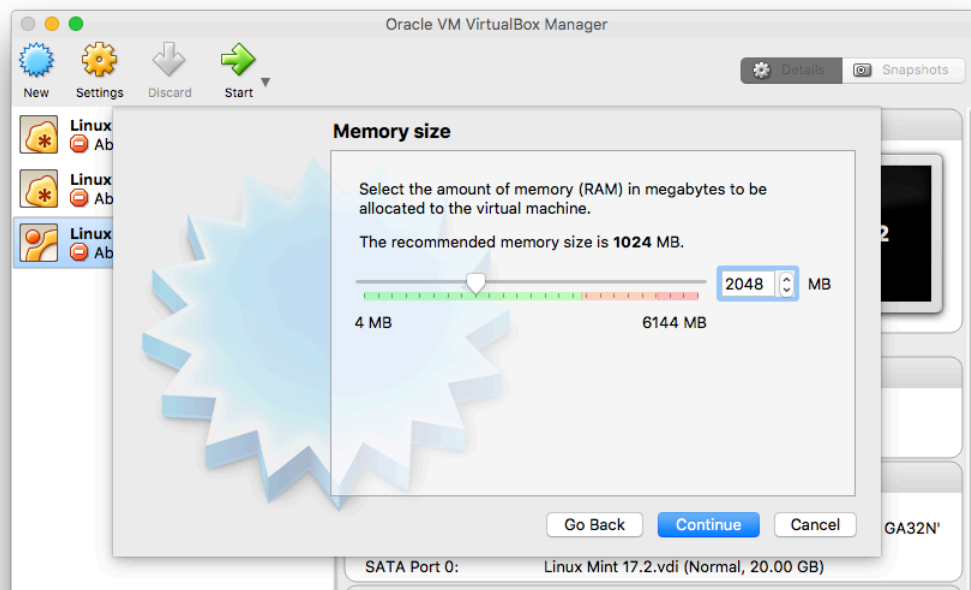 Oracle VM VirtualBox Manager
New
Settings
Discard
Start
Details
Snapshots
Linux
Ab
Linux
Ab
Linux
Ab
Memory size
Select the amount of memory (RAM) in megabytes to be
allocated to the virtual machine.
The recommended memory size is 1024 MB.
2048 MB
4 MB 6144 MB
2
Go Back Continue Cancel
GA32N'
SATA Port 0: Linux Mint 17.2.vdi (Normal, 20.00 GB)